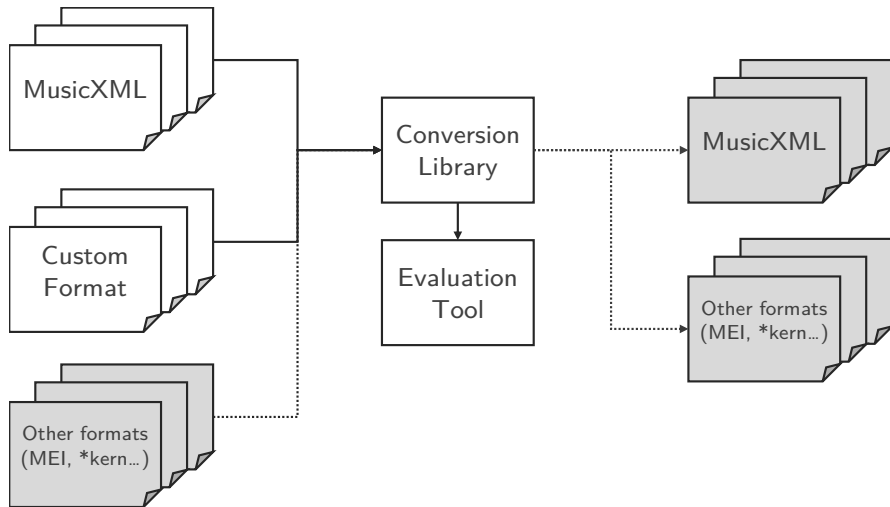 MusicXML
Custom
Format
Other formats
(MEI, *kern…)
Conversion
Library
Evaluation
Tool
MusicXML
Other formats
(MEI, *kern…)